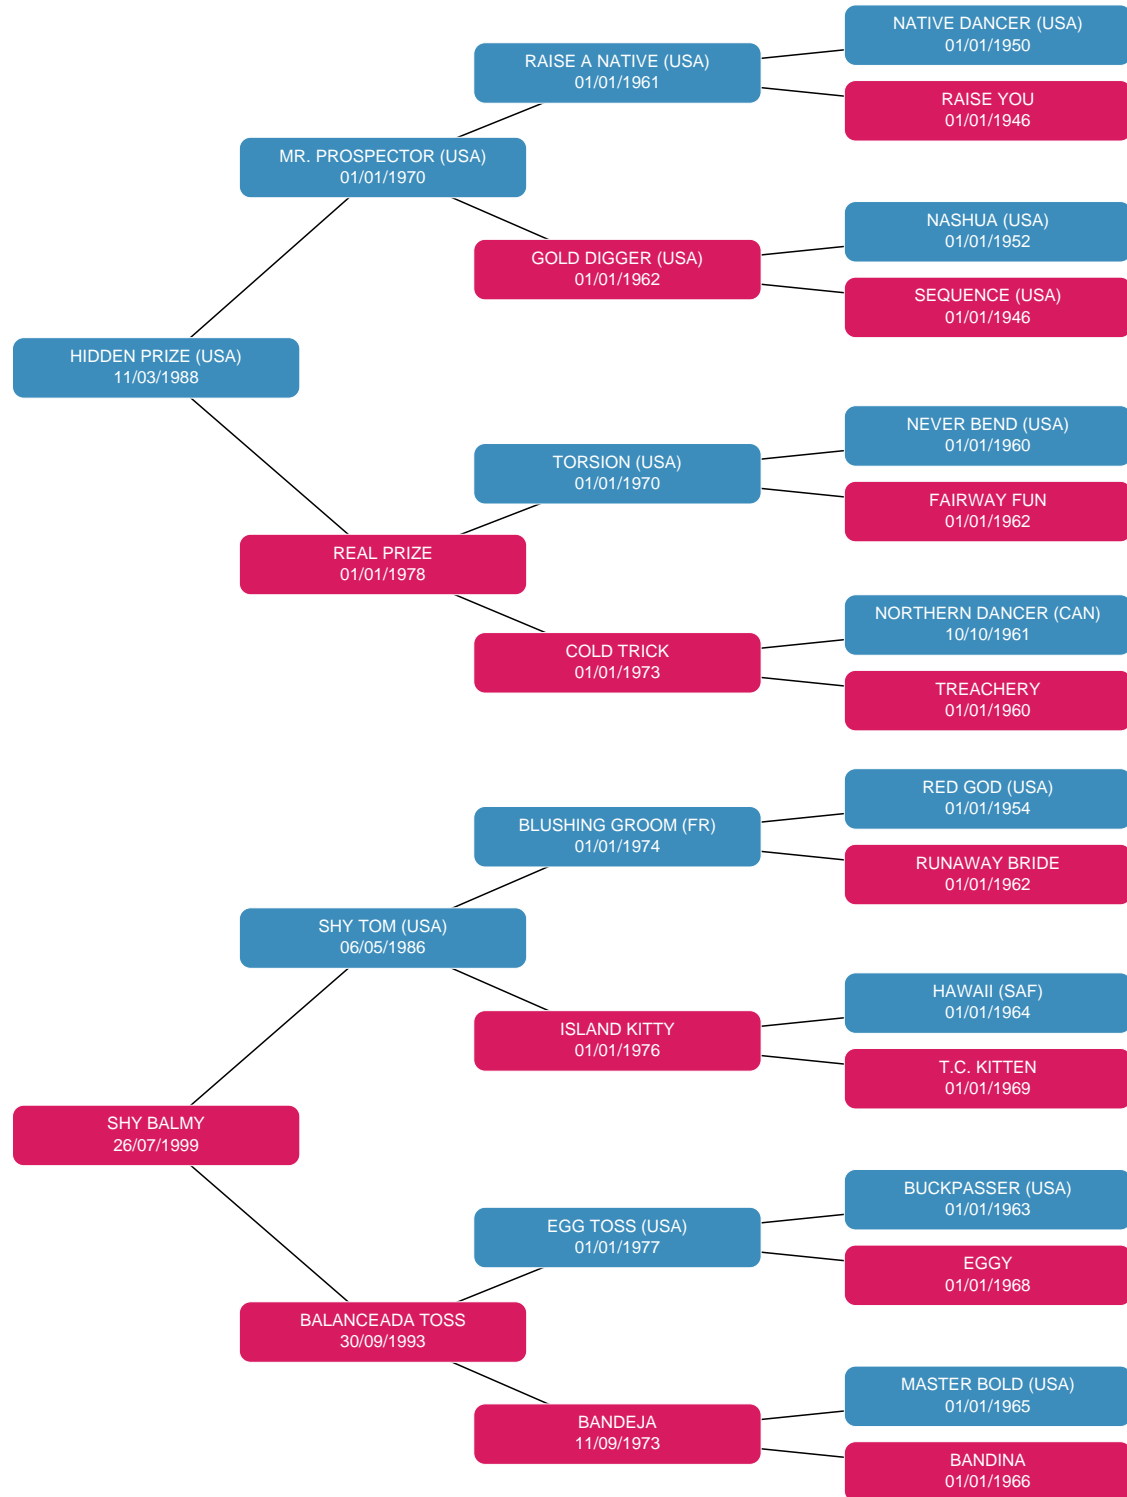 NATIVE DANCER (USA)
01/01/1950
RAISE A NATIVE (USA)
01/01/1961
RAISE YOU
01/01/1946
MR. PROSPECTOR (USA)
01/01/1970
NASHUA (USA)
01/01/1952
GOLD DIGGER (USA)
01/01/1962
SEQUENCE (USA)
01/01/1946
HIDDEN PRIZE (USA)
11/03/1988
NEVER BEND (USA)
01/01/1960
TORSION (USA)
01/01/1970
FAIRWAY FUN
01/01/1962
REAL PRIZE
01/01/1978
NORTHERN DANCER (CAN)
10/10/1961
COLD TRICK
01/01/1973
TREACHERY
01/01/1960
RED GOD (USA)
01/01/1954
BLUSHING GROOM (FR)
01/01/1974
RUNAWAY BRIDE
01/01/1962
SHY TOM (USA)
06/05/1986
HAWAII (SAF)
01/01/1964
ISLAND KITTY
01/01/1976
T.C. KITTEN
01/01/1969
SHY BALMY
26/07/1999
BUCKPASSER (USA)
01/01/1963
EGG TOSS (USA)
01/01/1977
EGGY
01/01/1968
BALANCEADA TOSS
30/09/1993
MASTER BOLD (USA)
01/01/1965
BANDEJA
11/09/1973
BANDINA
01/01/1966